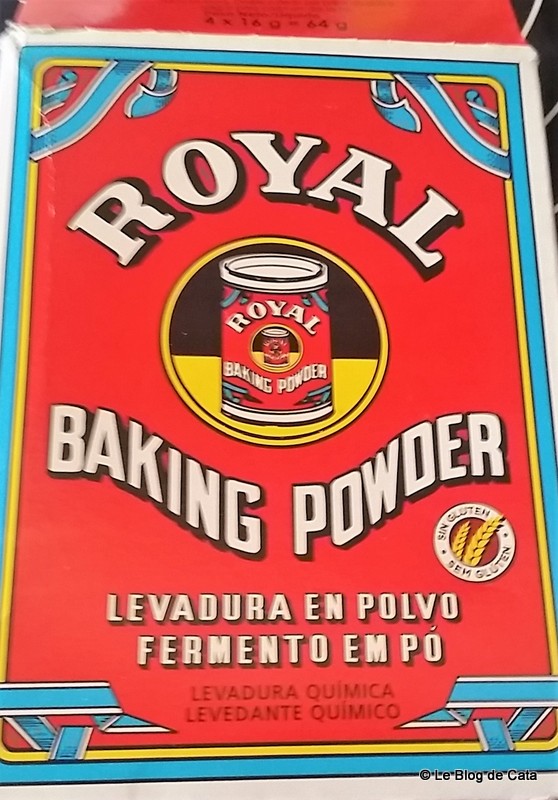 4 x 16 g = 64 g
ROYAL
ROYAL
BAKING POWDER
BAKING POWDER
SIN GLUTEN
SEM GLUTEN
LEVADURA EN POLVO
FERMENTO EM PÓ
LEVADURA QUÍMICA
LEVEDANTE QUÍMICO
© Le Blog de Cata